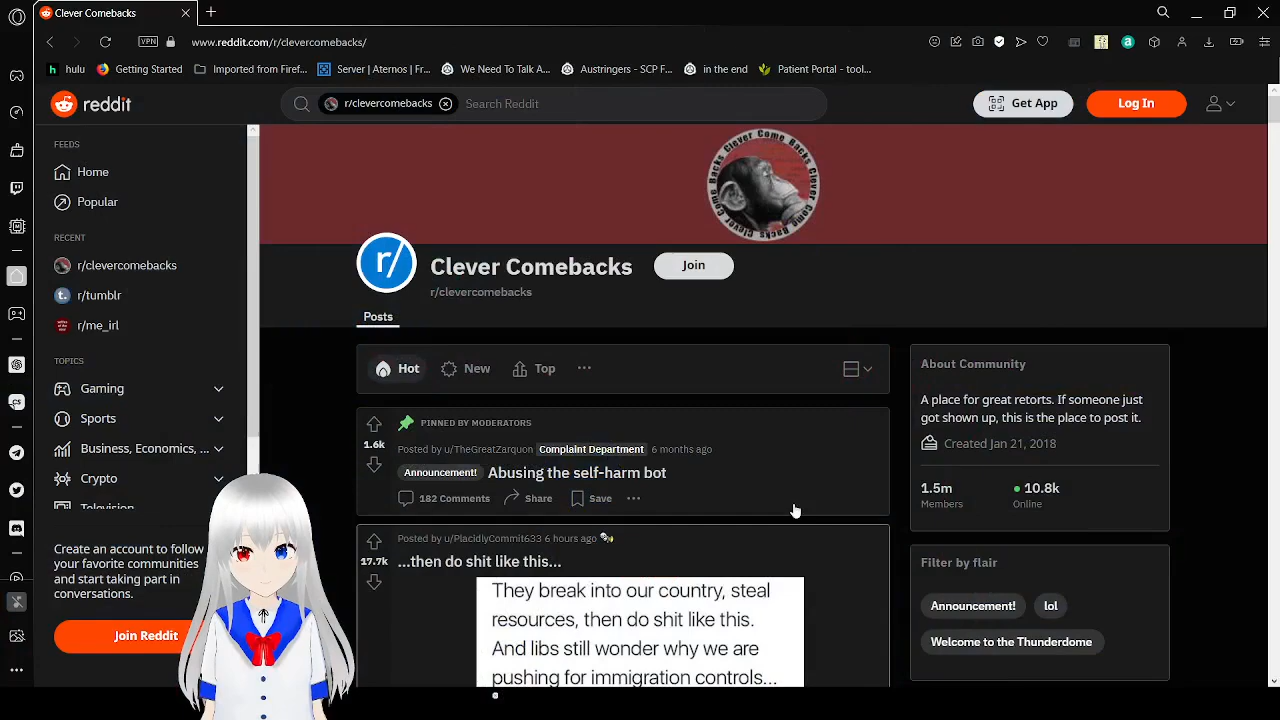 Clever Comebacks
VPN
www.reddit.com/r/clevercomebacks/
hulu
Getting Started
Imported from Firef...
Server | Aternos | Fr...
We Need To Talk A...
Austringers - SCP F...
in the end
Patient Portal - tool...
reddit
r/clevercomebacks
Search Reddit
Get App
Log In
FEEDS
Home
Popular
RECENT
r/clevercomebacks
r/tumblr
r/me_irl
TOPICS
Gaming
Sports
Business, Economics, ...
Crypto
Television
Create an account to follow
your favorite communities
and start taking part in
conversations.
Join Reddit
Clever Come Backs Clever Come Backs
r/
Clever Comebacks
Join
r/clevercomebacks
Posts
Hot
New
Top
PINNED BY MODERATORS
1.6k
Posted by u/TheGreatZarquon Complaint Department 6 months ago
Announcement! Abusing the self-harm bot
182 Comments
Share
Save
Posted by u/PlacidlyCommit633 6 hours ago
17.7k
...then do shit like this...
They break into our country, steal
resources, then do shit like this.
And libs still wonder why we are
pushing for immigration controls...
About Community
A place for great retorts. If someone just
got shown up, this is the place to post it.
Created Jan 21, 2018
1.5m
10.8k
Members
Online
Filter by flair
Announcement!
lol
Welcome to the Thunderdome